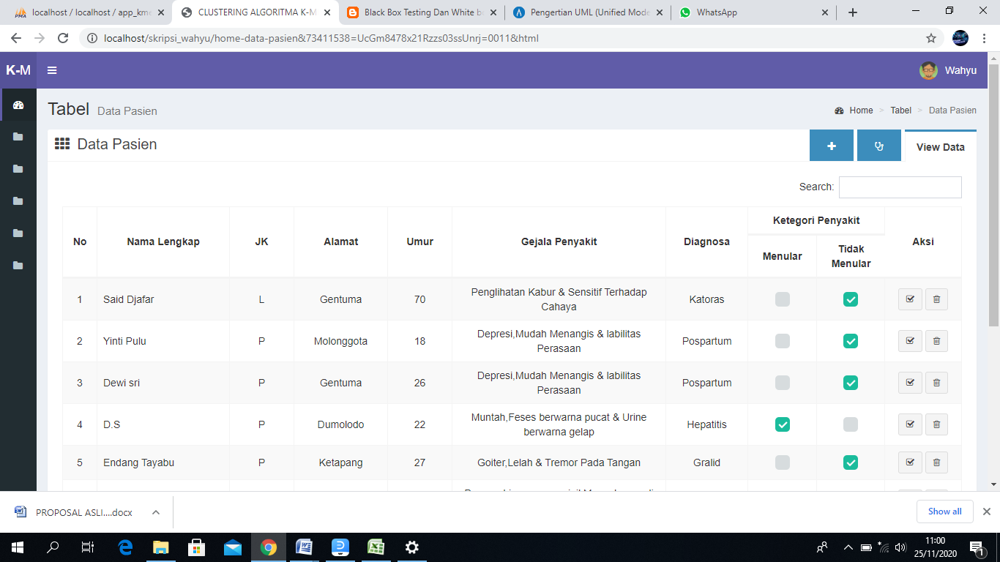 localhost / localhost / app_kme
CLUSTERING ALGORITMA K-M
Black Box Testing Dan White b
Pengertian UML (Unified Mode
WhatsApp
localhost/skripsi_wahyu/home-data-pasien&73411538=UcGm8478x21Rzzs03ssUnrj=0011&html
K-M
Wahyu
Tabel Data Pasien
Home > Tabel > Data Pasien
Data Pasien
View Data
Search:
No Nama Lengkap JK Alamat Umur Gejala Penyakit Diagnosa Ketegori Penyakit Aksi
Menular Tidak
Menular
1 Said Djafar L Gentuma 70 Penglihatan Kabur & Sensitif Terhadap
Cahaya Katoras
2 Yinti Pulu P Molonggota 18 Depresi,Mudah Menangis & labilitas
Perasaan Pospartum
3 Dewi sri P Gentuma 26 Depresi,Mudah Menangis & labilitas
Perasaan Pospartum
4 D.S P Dumolodo 22 Muntah,Feses berwarna pucat & Urine
berwarna gelap Hepatitis
5 Endang Tayabu P Ketapang 27 Goiter,Lelah & Tremor Pada Tangan Gralid
PROPOSAL ASLI....docx
Show all
11:00
25/11/2020
1